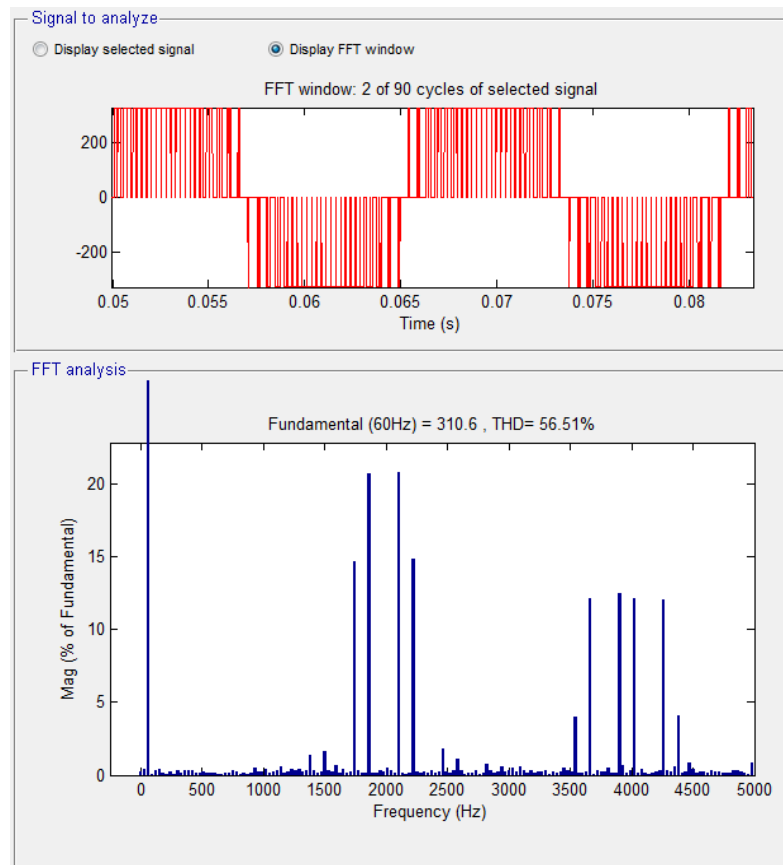 Signal to analyze
Display selected signal Display FFT window
FFT window: 2 of 90 cycles of selected signal
200
0
-200
0.05 0.055 0.06 0.065 0.07 0.075 0.08
Time (s)
FFT analysis
Fundamental (60Hz) = 310.6 , THD= 56.51%
Mag (% of Fundamental)
20
15
10
5
0
0 500 1000 1500 2000 2500 3000 3500 4000 4500 5000
Frequency (Hz)